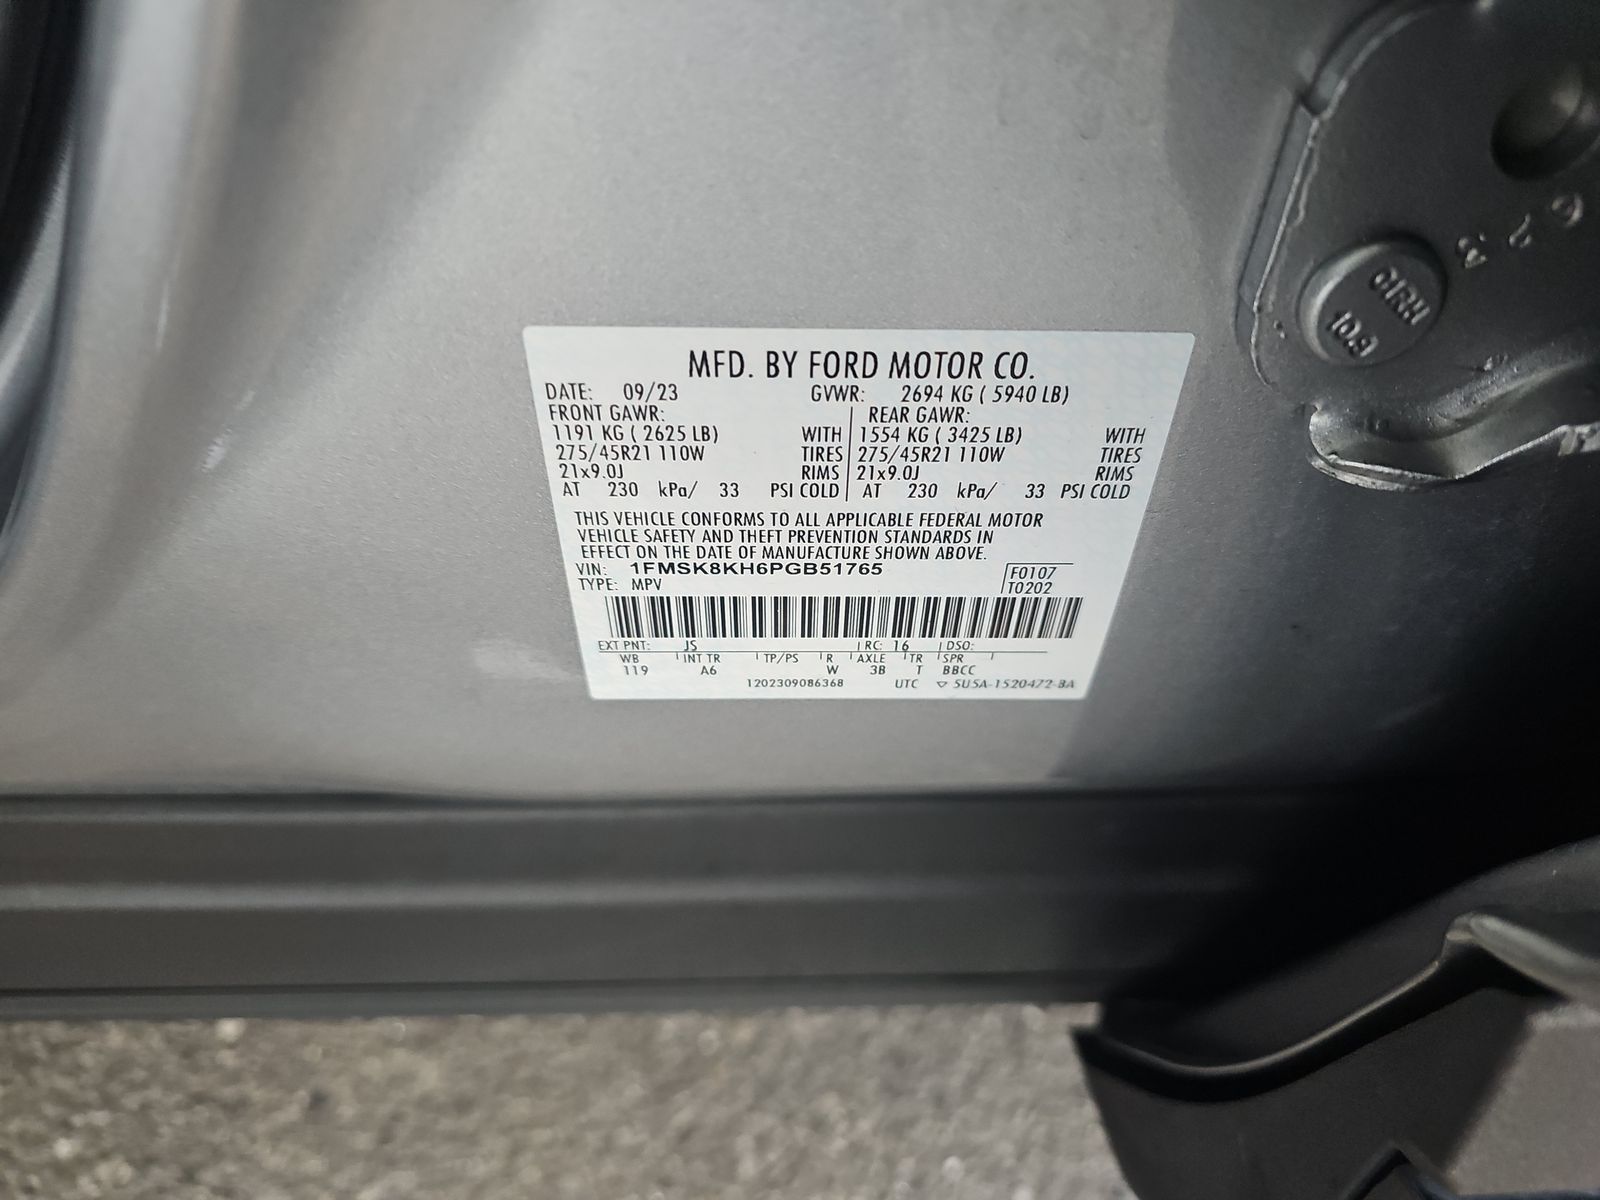 MFD. BY FORD MOTOR CO.
DATE: 09/23 GVWR: 2694 KG ( 5940 LB)
FRONT GAWR: REAR GAWR:
1191 KG ( 2625 LB) WITH 1554 KG ( 3425 LB) WITH
275/45R21 110W TIRES 275/45R21 110W TIRES
21x9.0J RIMS 21x9.0J RIMS
AT 230 kPa/ 33 PSI COLD AT 230 kPa/ 33 PSI COLD
THIS VEHICLE CONFORMS TO ALL APPLICABLE FEDERAL MOTOR
VEHICLE SAFETY AND THEFT PREVENTION STANDARDS IN
EFFECT ON THE DATE OF MANUFACTURE SHOWN ABOVE.
VIN: 1FMSK8KH6PGB51765 F0107
TYPE: MPV T0202
EXT PNT: JS RC: 16 DSO:
WB INT TR TP/PS R AXLE TR SPR
119 A6 W 3B T BBCC
1202309086368 UTC ▽ 5U5A-1520472-BA
10.9